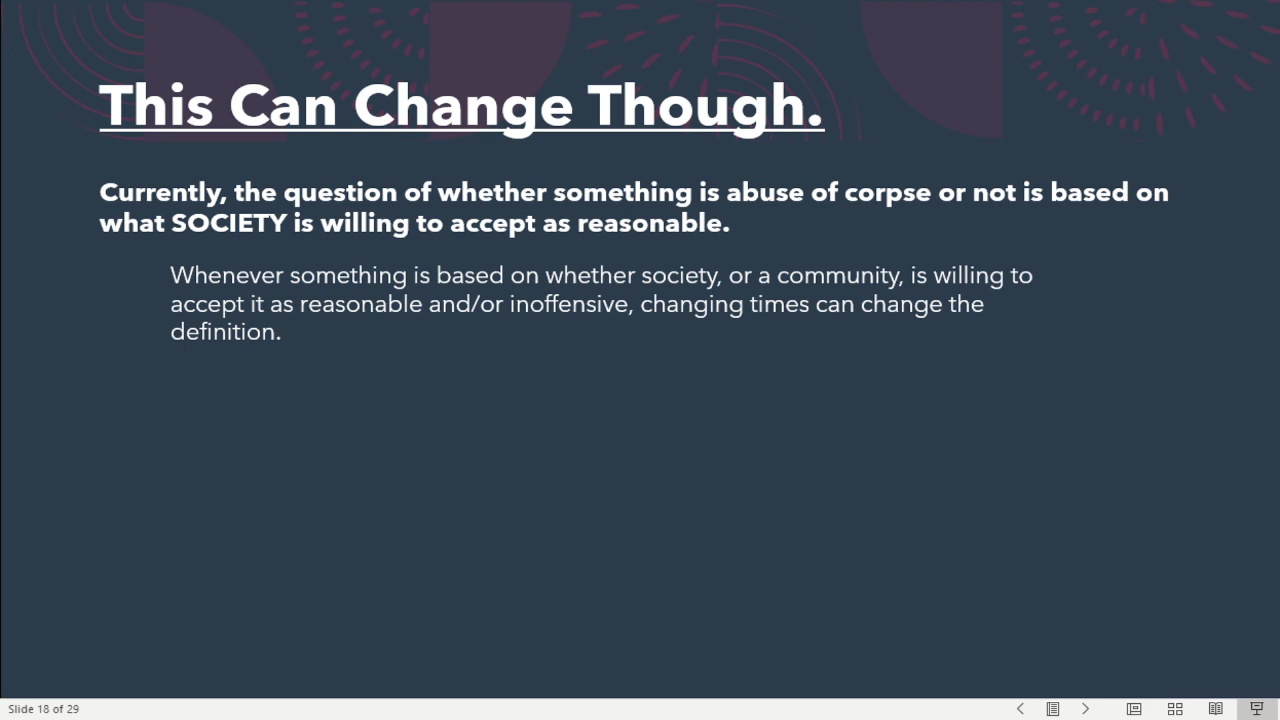 This Can Change Though.
Currently, the question of whether something is abuse of corpse or not is based on
what SOCIETY is willing to accept as reasonable.
Whenever something is based on whether society, or a community, is willing to
accept it as reasonable and/or inoffensive, changing times can change the
definition.
Slide 18 of 29